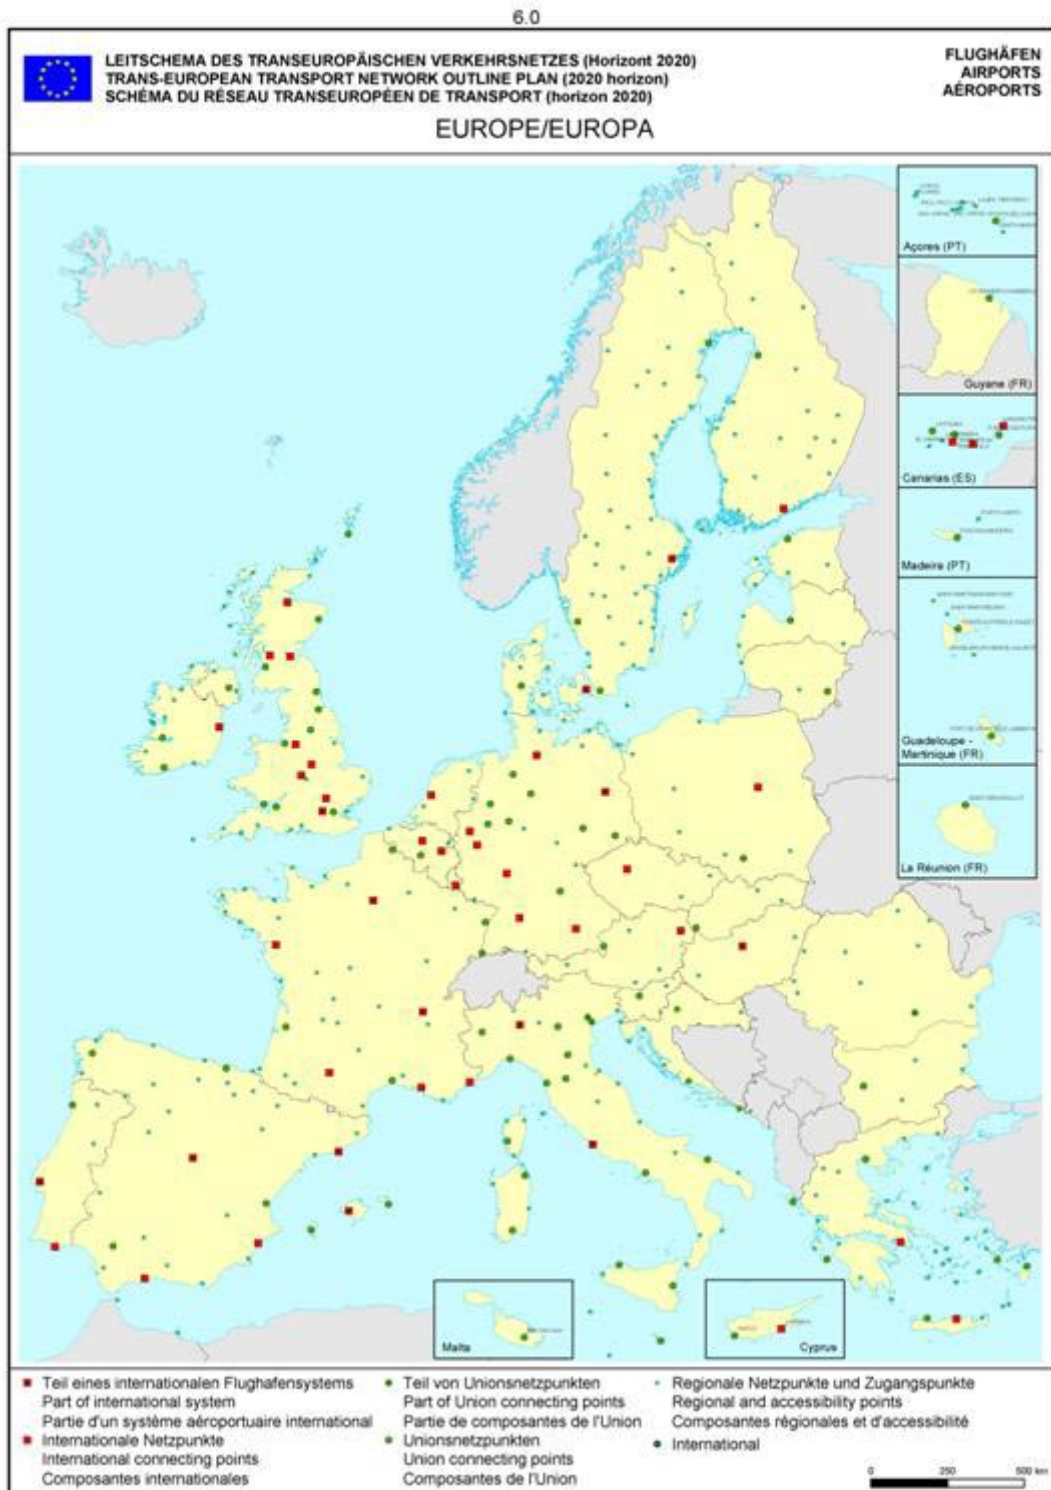 6.0
LEITSCHEMA DES TRANSEUROPÄISCHEN VERKEHRSNETZES (Horizont 2020)
TRANS-EUROPEAN TRANSPORT NETWORK OUTLINE PLAN (2020 horizon)
SCHÉMA DU RÉSEAU TRANSEUROPÉEN DE TRANSPORT (horizon 2020)
FLUGHÄFEN
AIRPORTS
AÉROPORTS
EUROPE/EUROPA
Açores (PT)
Guyane (FR)
Canarias (ES)
Madeira (PT)
Guadeloupe -
Martinique (FR)
La Réunion (FR)
Malta
Cyprus
Teil eines internationalen Flughafensystems
Part of international system
Partie d'un système aéroportuaire international
Internationale Netzpunkte
International connecting points
Composantes internationales
Teil von Unionsnetzpunkten
Part of Union connecting points
Partie de composantes de l'Union
Unionsnetzpunkten
Union connecting points
Composantes de l'Union
Regionale Netzpunkte und Zugangspunkte
Regional and accessibility points
Composantes régionales et d'accessibilité
International
0 250 500 km